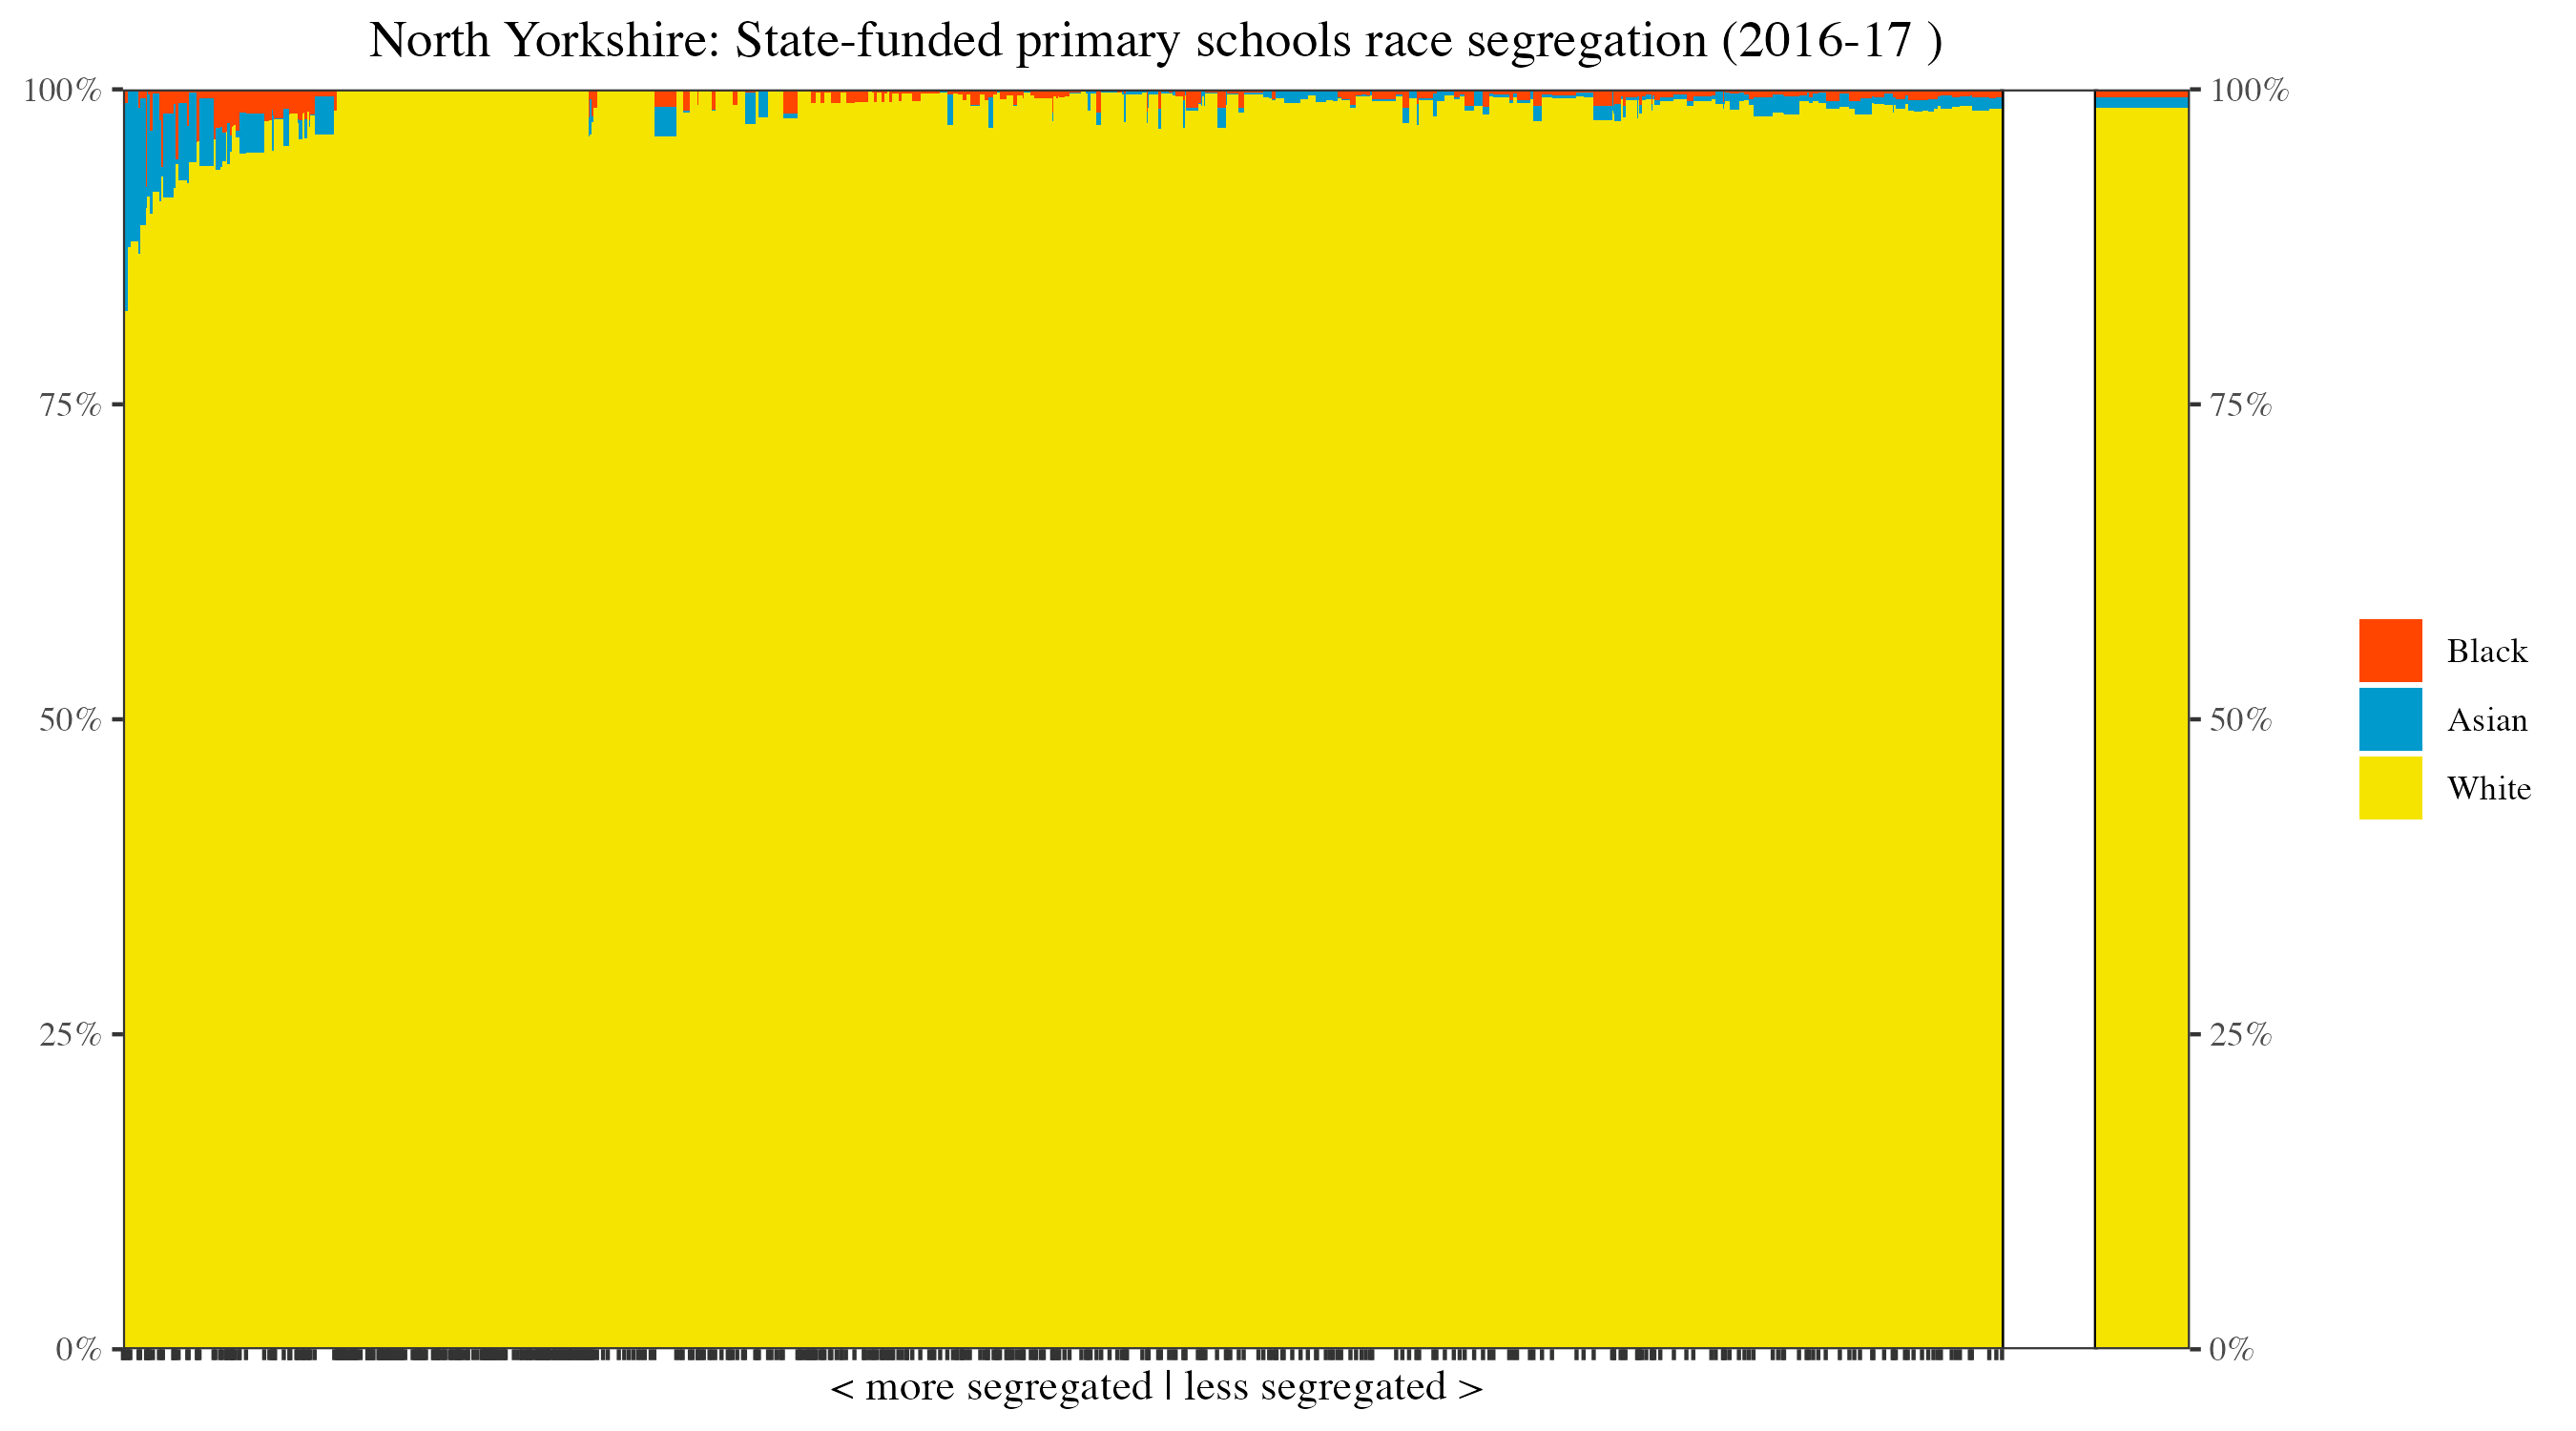 North Yorkshire: State-funded primary schools race segregation (2016-17 )
100%
75%
50%
25%
0%
100%
75%
50%
25%
0%
Black
Asian
White
< more segregated | less segregated >